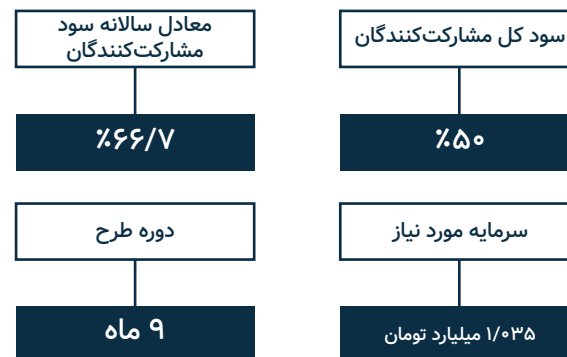 سود کل مشارکت‌کنندگان
٪۵۰
معادل سالانه سود
مشارکت‌کنندگان
٪۶۶/۷
سرمایه مورد نیاز
۱/۰۳۵ میلیارد تومان
دوره طرح
۹ ماه